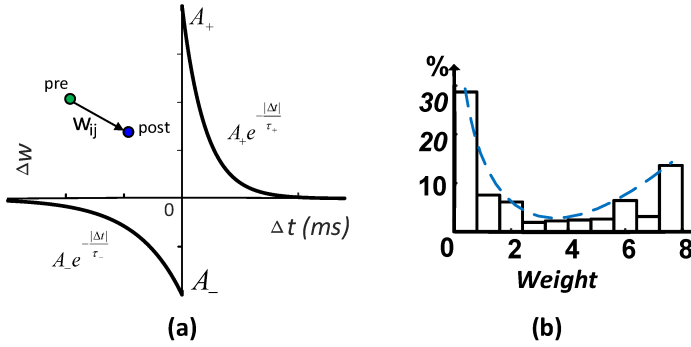 A₊
pre
post
wᵢⱼ
A₊e^(-|Δt|/τ₊)
Δw
0
Δt (ms)
A₋e^(-|Δt|/τ₋)
A₋
(a)
%
30
20
10
0 2 4 6 8
Weight
(b)